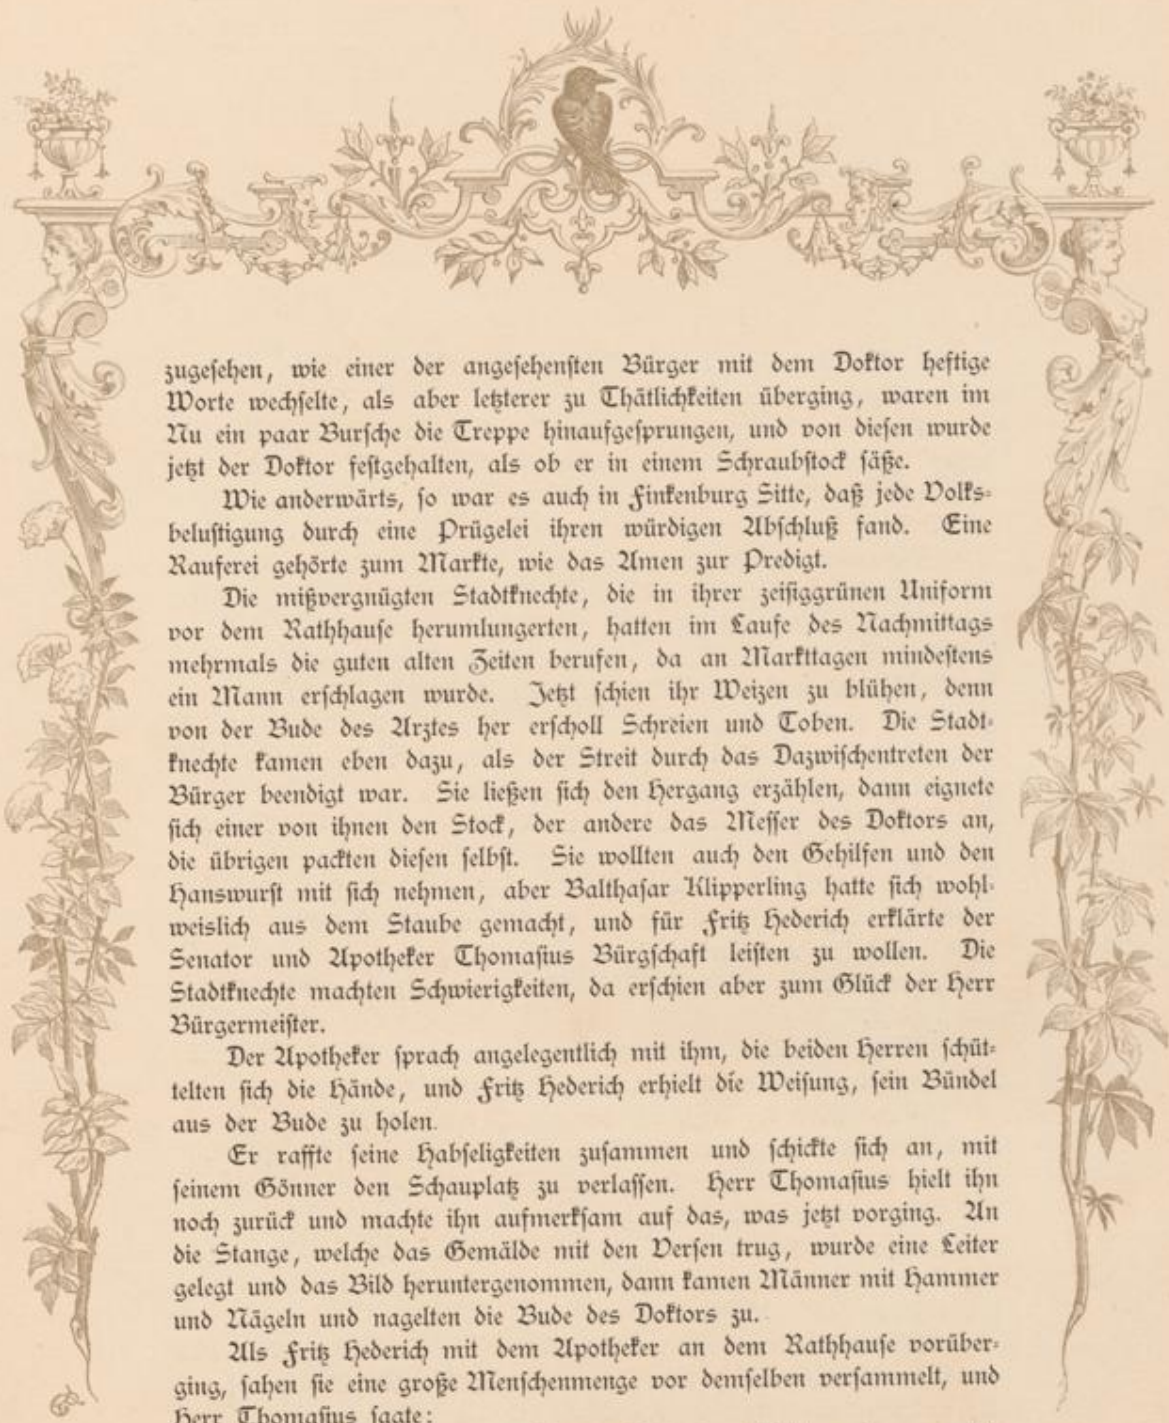 zugesehen, wie einer der angesehensten Bürger mit dem Doktor heftige
Worte wechselte, als aber letzterer zu Thätlichkeiten überging, waren im
Nu ein paar Bursche die Treppe hinaufgesprungen, und von diesen wurde
jetzt der Doktor festgehalten, als ob er in einem Schraubstock säße.
Wie anderwärts, so war es auch in Finkenburg Sitte, daß jede Volks-
belustigung durch eine Prügelei ihren würdigen Abschluß fand. Eine
Rauferei gehörte zum Markte, wie das Amen zur Predigt.
Die mißvergnügten Stadtknechte, die in ihrer zeisiggrünen Uniform
vor dem Rathhause herumlungerten, hatten im Laufe des Nachmittags
mehrmals die guten alten Zeiten berufen, da an Markttagen mindestens
ein Mann erschlagen wurde. Jetzt schien ihr Weizen zu blühen, denn
von der Bude des Arztes her erscholl Schreien und Toben. Die Stadt-
knechte kamen eben dazu, als der Streit durch das Dazwischentreten der
Bürger beendigt war. Sie ließen sich den Hergang erzählen, dann eignete
sich einer von ihnen den Stock, der andere das Messer des Doktors an,
die übrigen packten diesen selbst. Sie wollten auch den Gehilfen und den
Hanswurst mit sich nehmen, aber Balthasar Klipperling hatte sich wohl-
weislich aus dem Staube gemacht, und für Fritz Hederich erklärte der
Senator und Apotheker Thomasius Bürgschaft leisten zu wollen. Die
Stadtknechte machten Schwierigkeiten, da erschien aber zum Glück der Herr
Bürgermeister.
Der Apotheker sprach angelegentlich mit ihm, die beiden Herren schüt-
telten sich die Hände, und Fritz Hederich erhielt die Weisung, sein Bündel
aus der Bude zu holen.
Er raffte seine Habseligkeiten zusammen und schickte sich an, mit
seinem Gönner den Schauplatz zu verlassen. Herr Thomasius hielt ihn
noch zurück und machte ihn aufmerksam auf das, was jetzt vorging. An
die Stange, welche das Gemälde mit den Versen trug, wurde eine Leiter
gelegt und das Bild heruntergenommen, dann kamen Männer mit Hammer
und Nägeln und nagelten die Bude des Doktors zu.
Als Fritz Hederich mit dem Apotheker an dem Rathhause vorüber-
ging, sahen sie eine große Menschenmenge vor demselben versammelt, und
Herr Thomasius sagte: